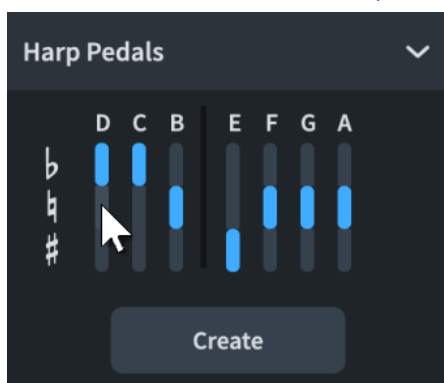 Harp Pedals
D C B E F G A
♭
♮
♯
Create